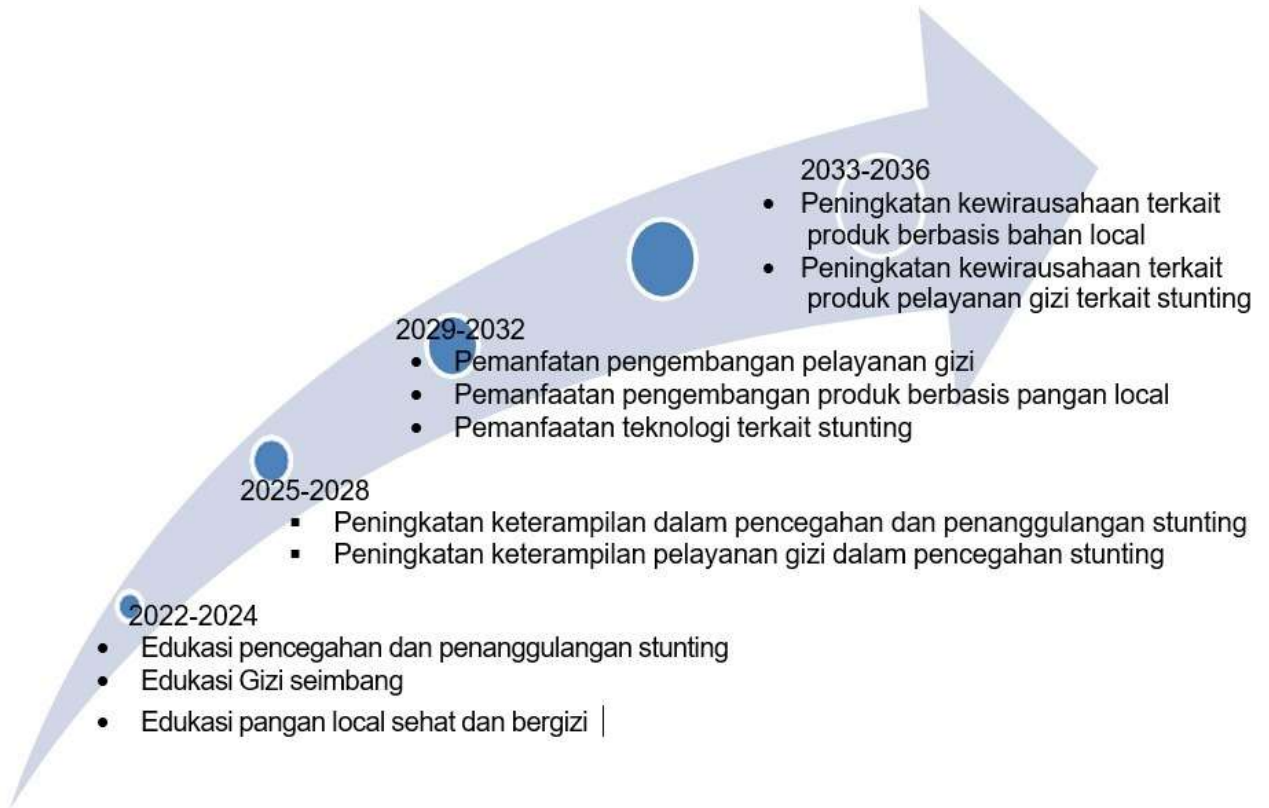 2033-2036
• Peningkatan kewirausahaan terkait
produk berbasis bahan local
• Peningkatan kewirausahaan terkait
produk pelayanan gizi terkait stunting
2029-2032
• Pemanfatan pengembangan pelayanan gizi
• Pemanfaatan pengembangan produk berbasis pangan local
• Pemanfaatan teknologi terkait stunting
2025-2028
▪ Peningkatan keterampilan dalam pencegahan dan penanggulangan stunting
▪ Peningkatan keterampilan pelayanan gizi dalam pencegahan stunting
2022-2024
• Edukasi pencegahan dan penanggulangan stunting
• Edukasi Gizi seimbang
• Edukasi pangan local sehat dan bergizi